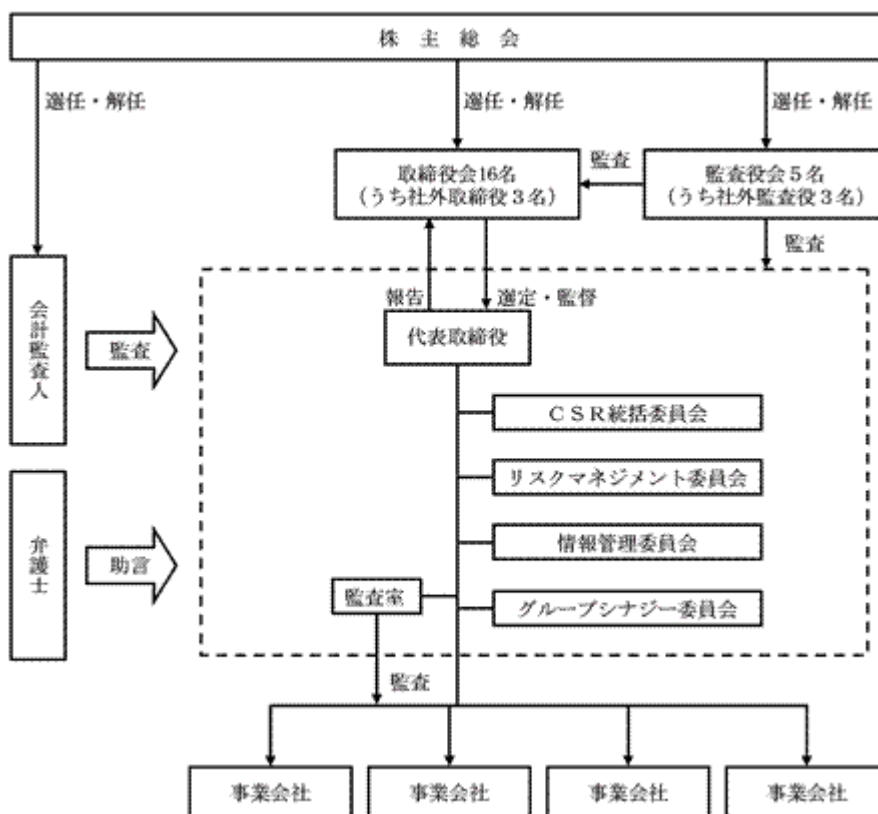 株主総会
選任・解任
選任・解任
選任・解任
取締役会16名
（うち社外取締役３名）
監査
監査役会５名
（うち社外監査役３名）
監査
報告
選定・監督
代表取締役
会計監査人
監査
ＣＳＲ統括委員会
リスクマネジメント委員会
弁護士
助言
情報管理委員会
監査室
グループシナジー委員会
監査
事業会社
事業会社
事業会社
事業会社